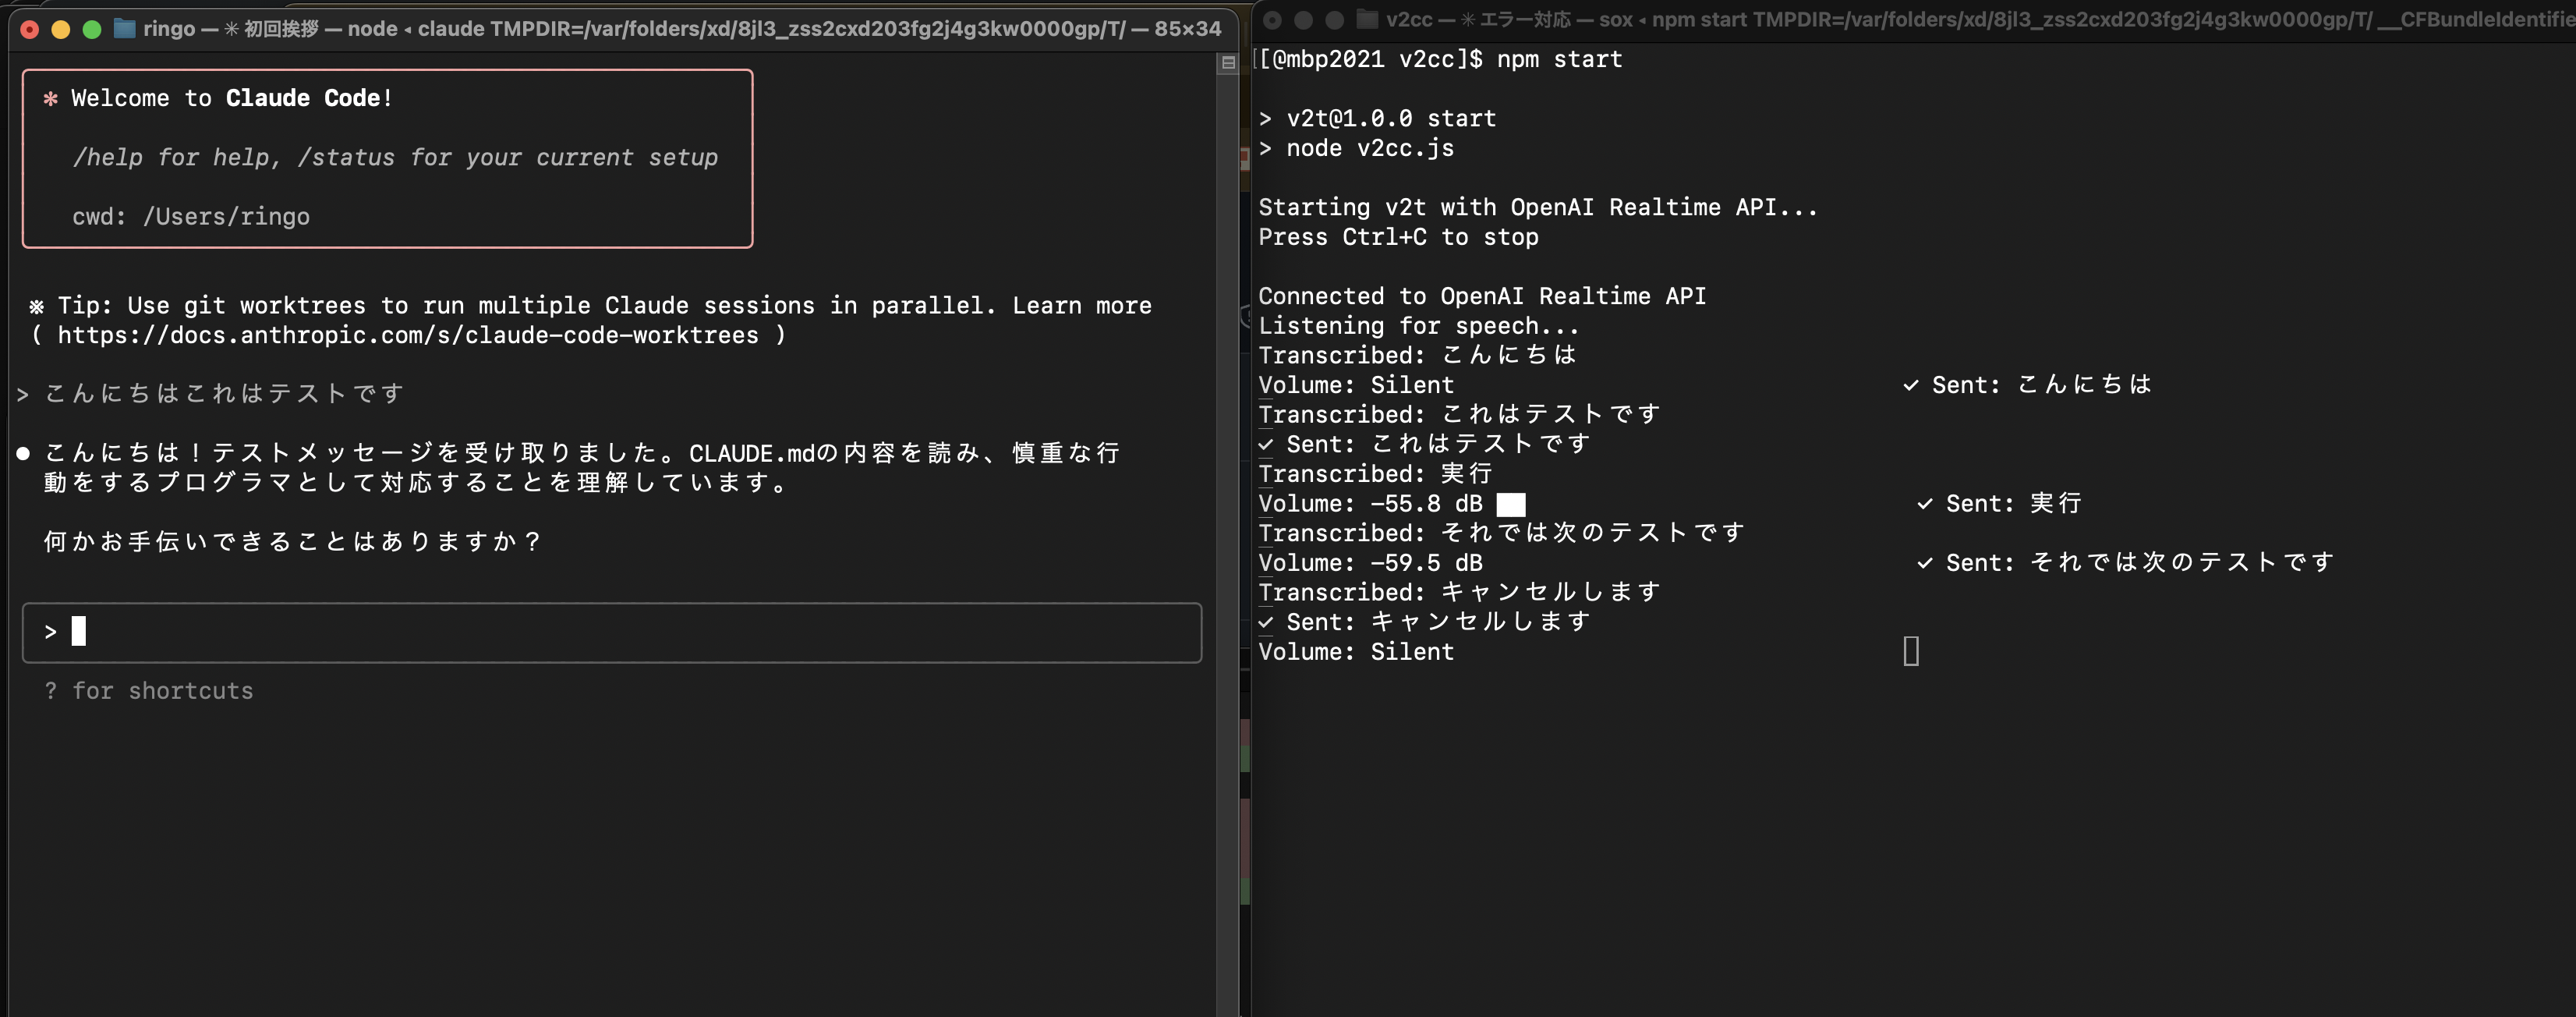 ringo — ✳ 初回挨拶 — node ◂ claude TMPDIR=/var/folders/xd/8jl3_zss2cxd203fg2j4g3kw0000gp/T/ — 85×34
✻ Welcome to Claude Code!
/help for help, /status for your current setup
cwd: /Users/ringo
※ Tip: Use git worktrees to run multiple Claude sessions in parallel. Learn more
( https://docs.anthropic.com/s/claude-code-worktrees )
> こんにちはこれはテストです
● こんにちは！テストメッセージを受け取りました。CLAUDE.mdの内容を読み、慎重な行
動をするプログラマとして対応することを理解しています。
何かお手伝いできることはありますか？
>
? for shortcuts
v2cc — ✳ エラー対応 — sox ◂ npm start TMPDIR=/var/folders/xd/8jl3_zss2cxd203fg2j4g3kw0000gp/T/ __CFBundleIdentifie
[[@mbp2021 v2cc]$ npm start
> v2t@1.0.0 start
> node v2cc.js
Starting v2t with OpenAI Realtime API...
Press Ctrl+C to stop
Connected to OpenAI Realtime API
Listening for speech...
Transcribed: こんにちは
Volume: Silent ✓ Sent: こんにちは
Transcribed: これはテストです
✓ Sent: これはテストです
Transcribed: 実行
Volume: -55.8 dB ✓ Sent: 実行
Transcribed: それでは次のテストです
Volume: -59.5 dB ✓ Sent: それでは次のテストです
Transcribed: キャンセルします
✓ Sent: キャンセルします
Volume: Silent